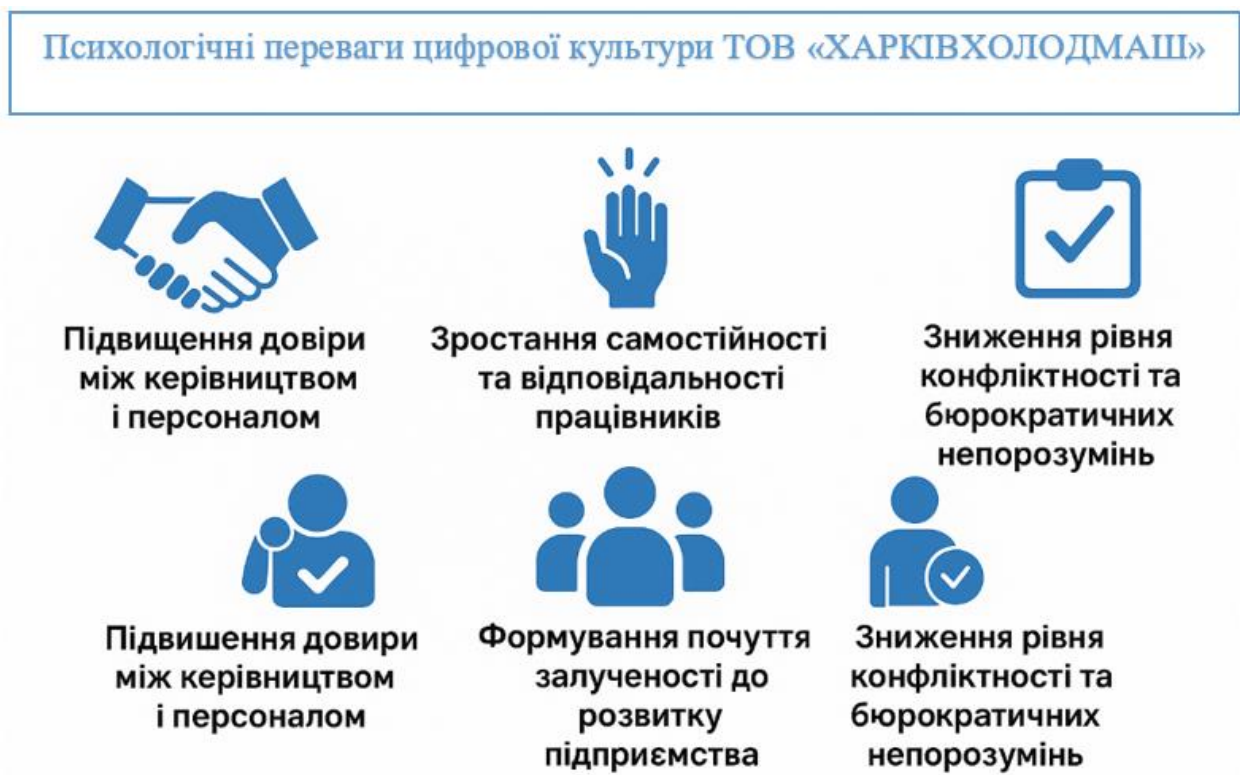 Психологічні переваги цифрової культури ТОВ «ХАРКІВХОЛОДМАШ»
Підвищення довіри
між керівництвом
і персоналом
Зростання самостійності
та відповідальності
працівників
Зниження рівня
конфліктності та
бюрократичних
непорозумінь
Підвишення довири
між керівництвом
і персоналом
Формування почуття
залученості до
розвитку
підприємства
Зниження рівня
конфліктності та
бюрократичних
непорозумінь